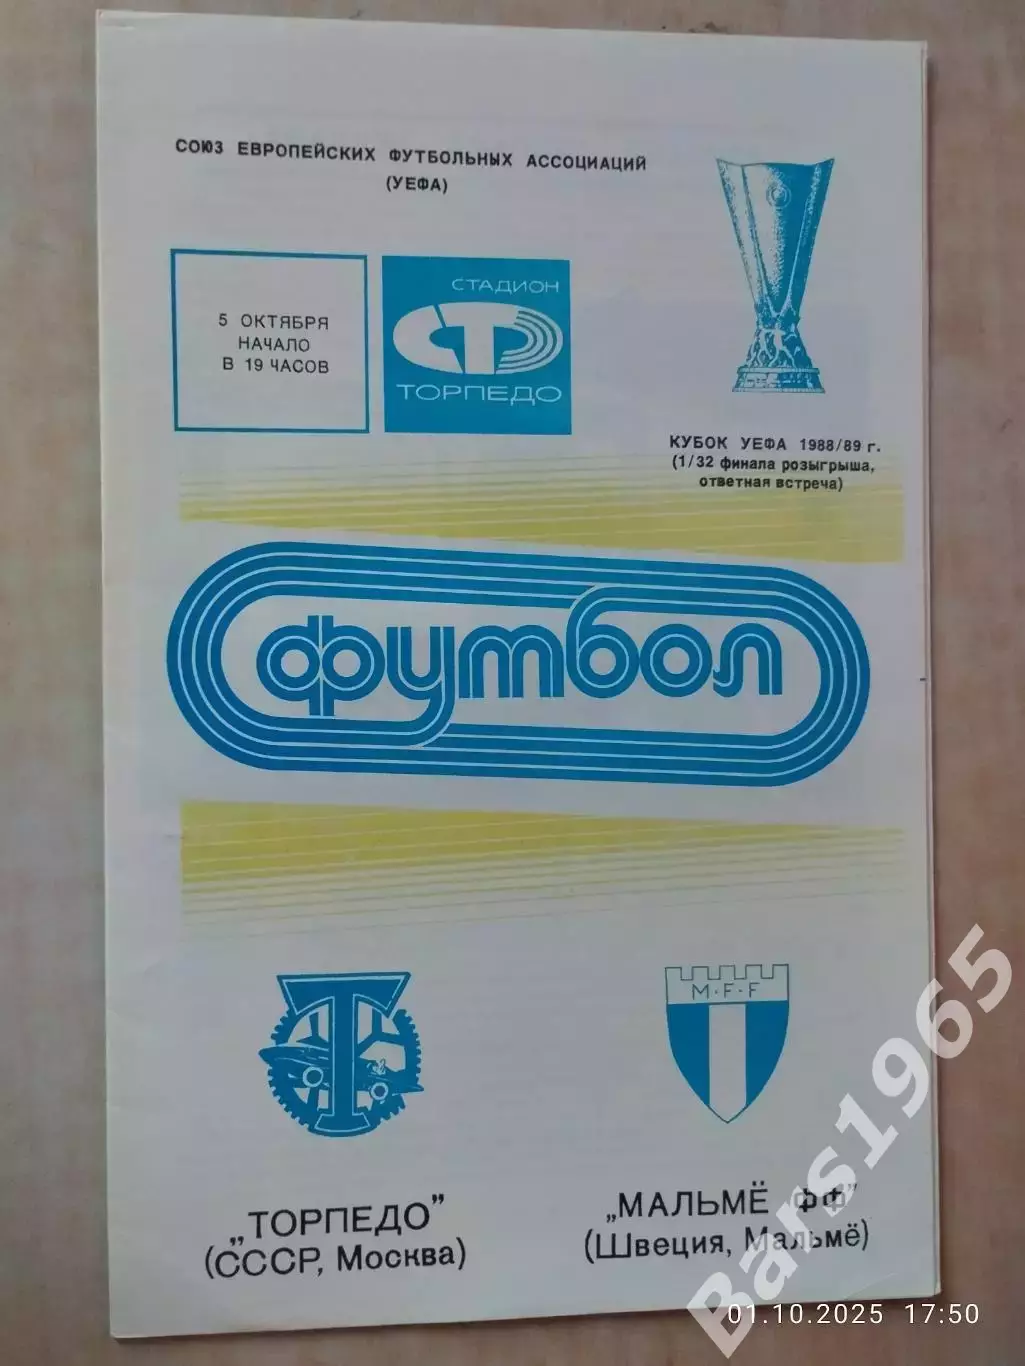 СОЮЗ ЕВРОПЕЙСКИХ ФУТБОЛЬНЫХ АССОЦИАЦИЙ
(УЕФА)
5 ОКТЯБРЯ
НАЧАЛО
В 19 ЧАСОВ
СТАДИОН
СТ
ТОРПЕДО
КУБОК УЕФА 1988/89 г.
(1/32 финала розыгрыша,
ответная встреча)
футбол
Т
M·F·F
„ТОРПЕДО”
(СССР, Москва)
„МАЛЬМЁ ФФ”
(Швеция, Мальмё)
Bars1965
01.10.2025 17:50